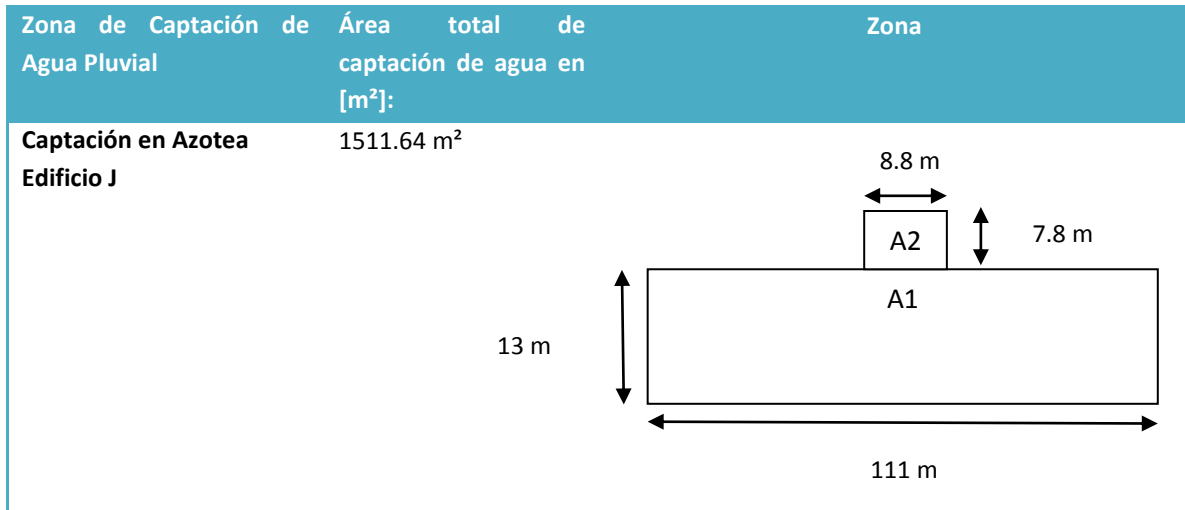 Zona de Captación de
Agua Pluvial
Área total de
captación de agua en
[m²]:
Zona
Captación en Azotea
Edificio J
1511.64 m²
8.8 m
A2
7.8 m
A1
13 m
111 m